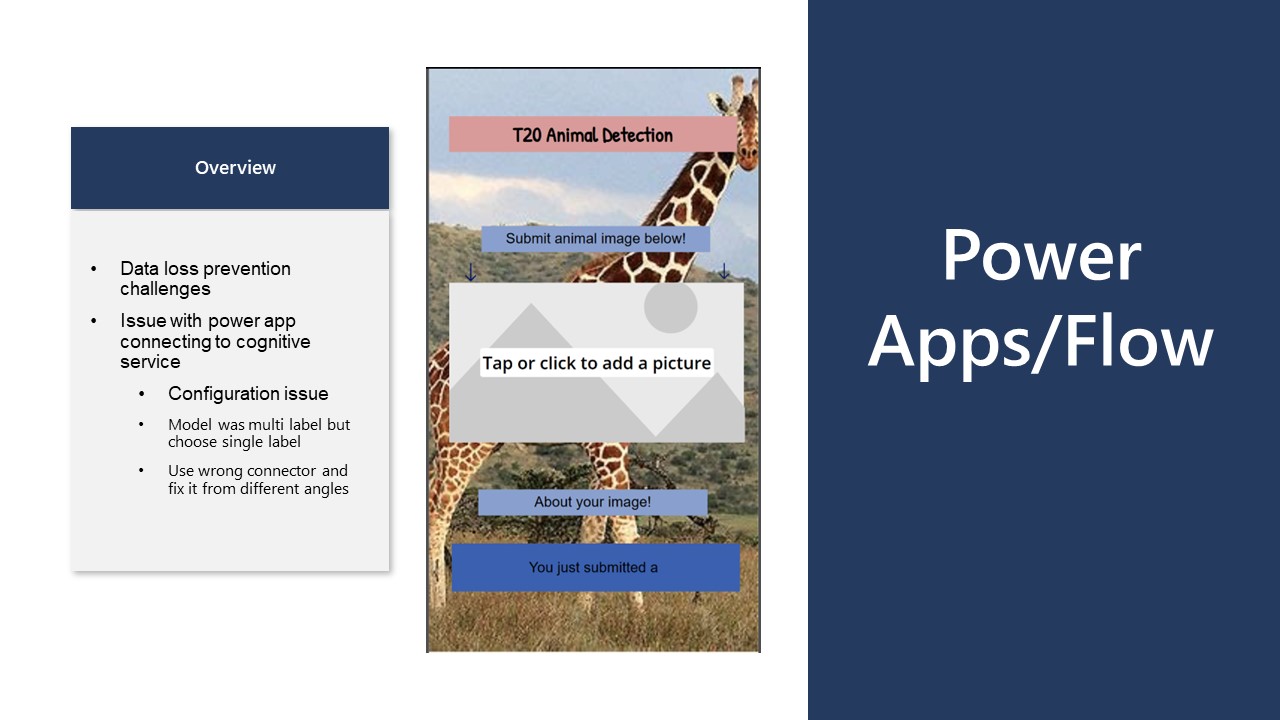 Overview
Data loss prevention
challenges
Issue with power app
connecting to cognitive
service
Configuration issue
Model was multi label but
choose single label
Use wrong connector and
fix it from different angles
T20 Animal Detection
Submit animal image below!
Tap or click to add a picture
About your image!
You just submitted a
Power
Apps/Flow